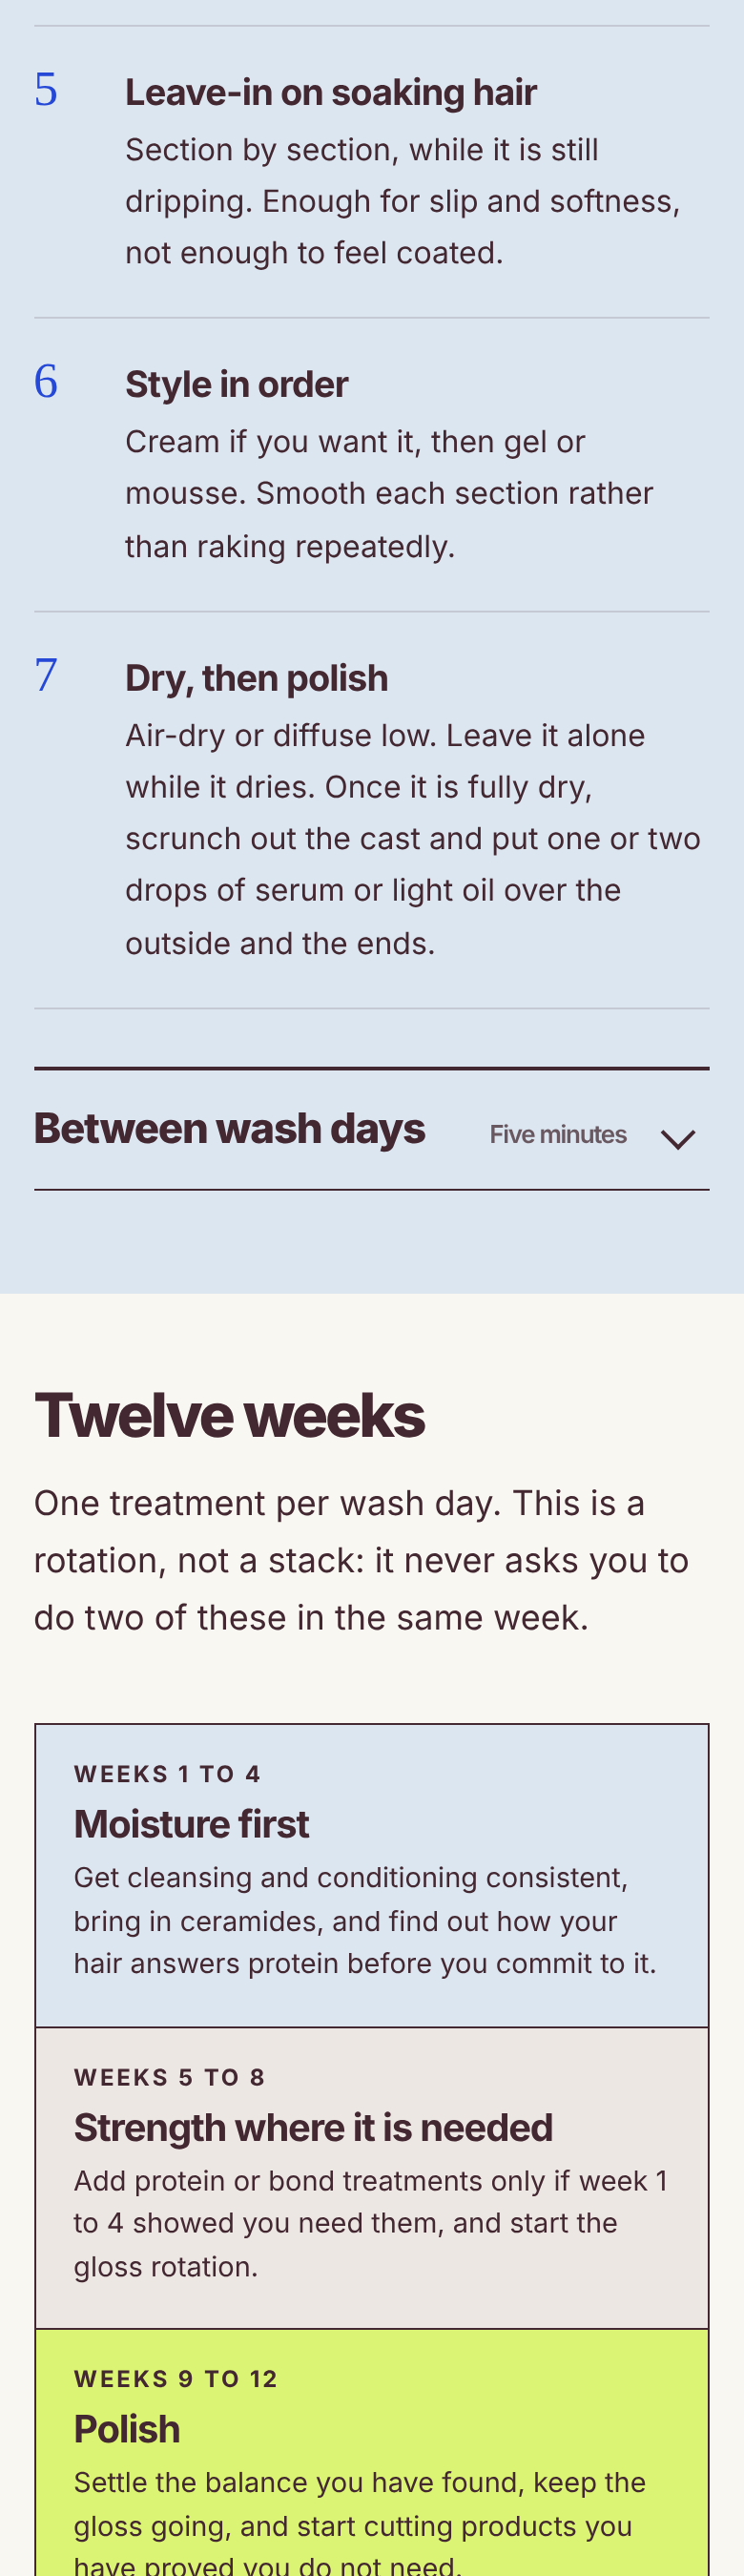 5 Leave-in on soaking hair
Section by section, while it is still
dripping. Enough for slip and softness,
not enough to feel coated.
6 Style in order
Cream if you want it, then gel or
mousse. Smooth each section rather
than raking repeatedly.
7 Dry, then polish
Air-dry or diffuse low. Leave it alone
while it dries. Once it is fully dry,
scrunch out the cast and put one or two
drops of serum or light oil over the
outside and the ends.
Between wash days Five minutes
Twelve weeks
One treatment per wash day. This is a
rotation, not a stack: it never asks you to
do two of these in the same week.
WEEKS 1 TO 4
Moisture first
Get cleansing and conditioning consistent,
bring in ceramides, and find out how your
hair answers protein before you commit to it.
WEEKS 5 TO 8
Strength where it is needed
Add protein or bond treatments only if week 1
to 4 showed you need them, and start the
gloss rotation.
WEEKS 9 TO 12
Polish
Settle the balance you have found, keep the
gloss going, and start cutting products you
have proved you do not need.